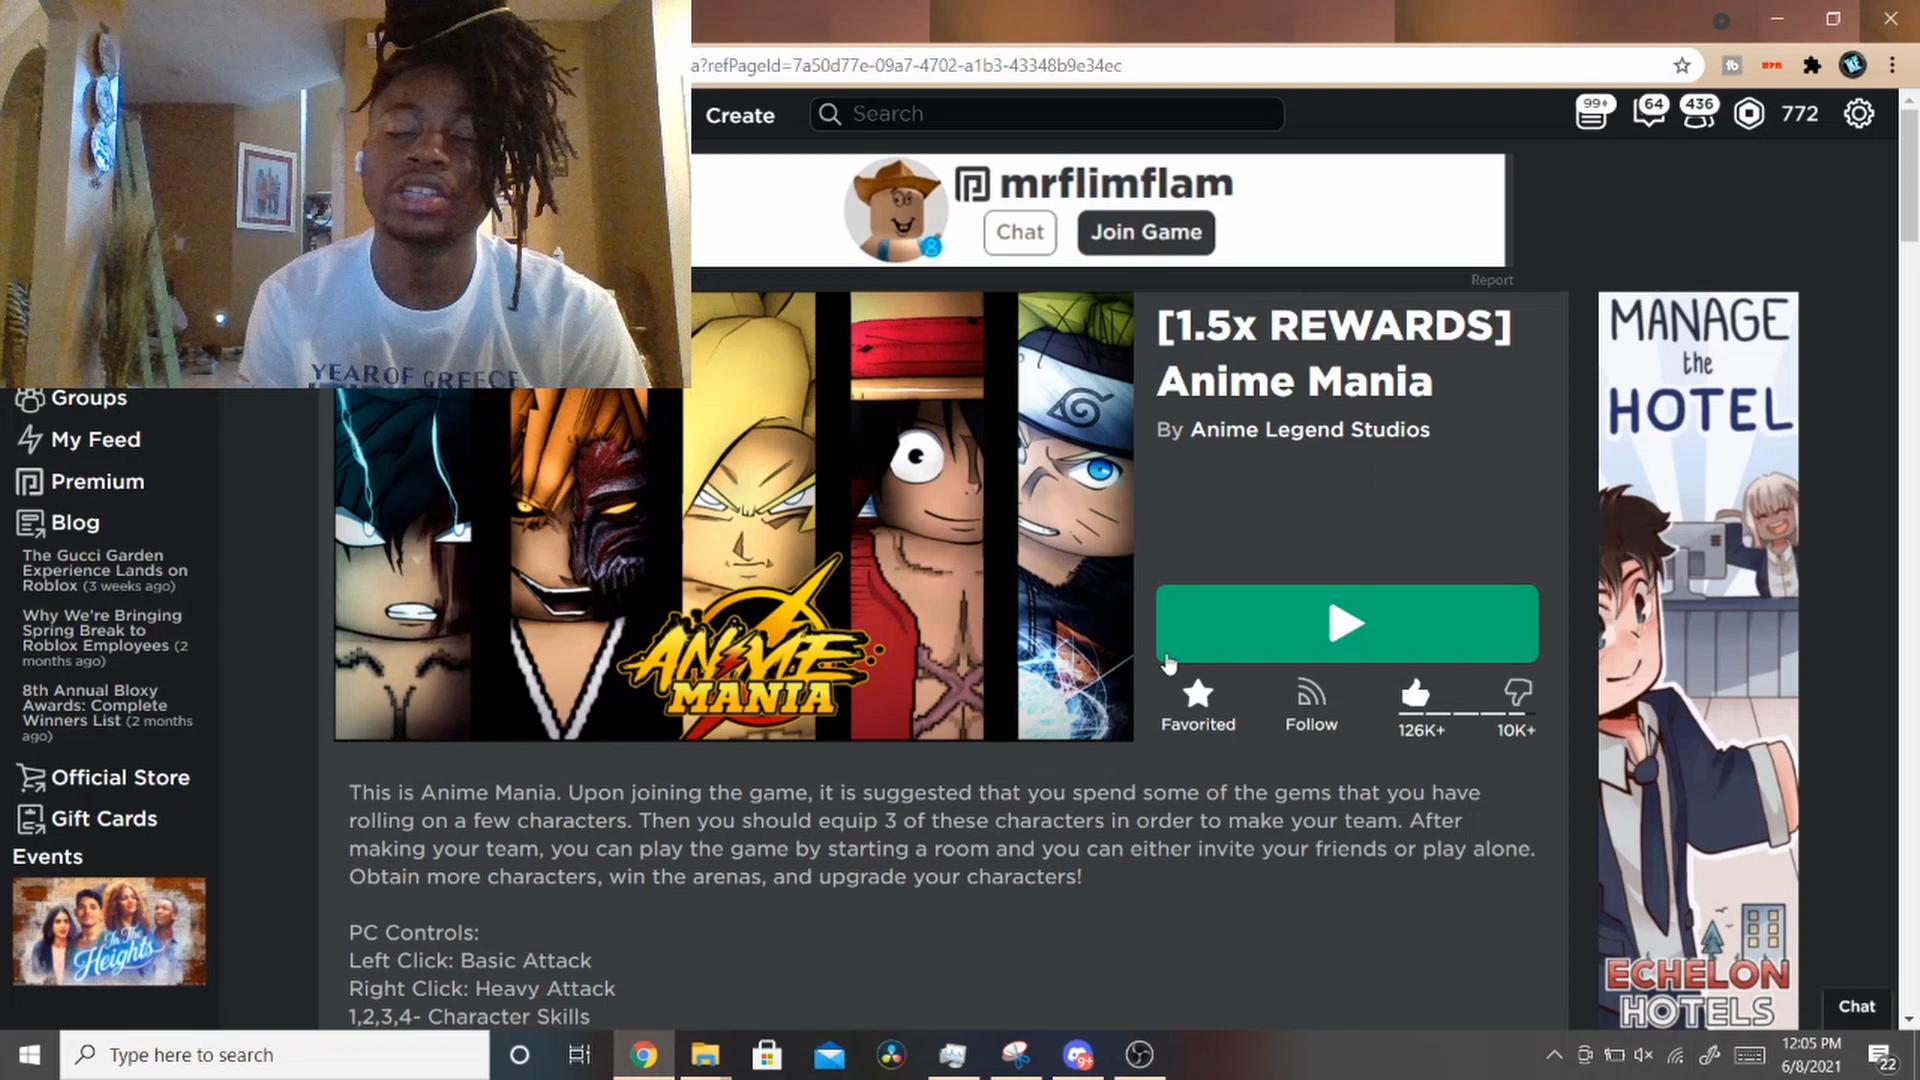 a?refPageId=7a50d77e-09a7-4702-a1b3-43348b9e34ec
Create
Search
99+
64
436
772
mrflimflam
Chat
Join Game
Report
YEAR OF GREECE
[1.5x REWARDS]
Anime Mania
By Anime Legend Studios
Favorited
Follow
126K+
10K+
ANIME
MANIA
Groups
My Feed
Premium
Blog
The Gucci Garden
Experience Lands on
Roblox (3 weeks ago)
Why We're Bringing
Spring Break to
Roblox Employees (2
months ago)
8th Annual Bloxy
Awards: Complete
Winners List (2 months
ago)
Official Store
Gift Cards
Events
In The
Heights
This is Anime Mania. Upon joining the game, it is suggested that you spend some of the gems that you have
rolling on a few characters. Then you should equip 3 of these characters in order to make your team. After
making your team, you can play the game by starting a room and you can either invite your friends or play alone.
Obtain more characters, win the arenas, and upgrade your characters!
PC Controls:
Left Click: Basic Attack
Right Click: Heavy Attack
1,2,3,4- Character Skills
MANAGE
the
HOTEL
ECHELON
HOTELS
Chat
Type here to search
9+
12:05 PM
6/8/2021
22